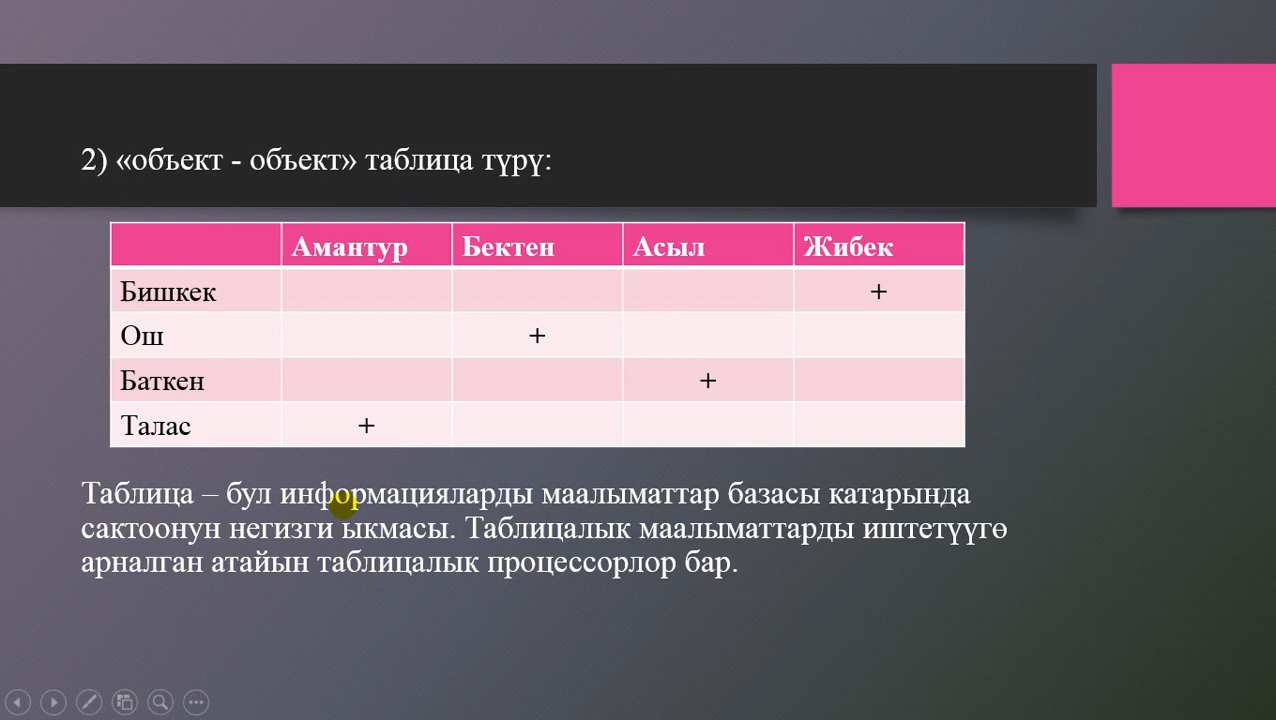 2) «объект - объект» таблица түрү:
Амантур Бектен Асыл Жибек
Бишкек +
Ош +
Баткен +
Талас +
Таблица – бул информацияларды маалыматтар базасы катарында
сактоонун негизги ыкмасы. Таблицалык маалыматтарды иштетүүгө
арналган атайын таблицалык процессорлор бар.